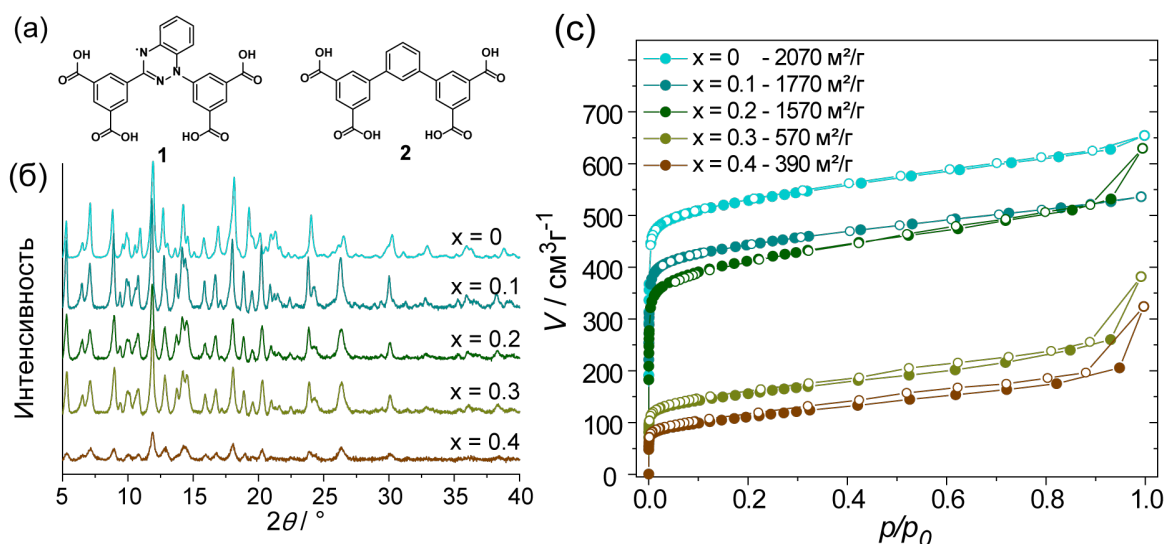 (а)
OH
O
O
OH
·N
N
N
OH
O
O
OH
1
OH
O
O
OH
OH
O
O
OH
2
(б)
Интенсивность
x = 0
x = 0.1
x = 0.2
x = 0.3
x = 0.4
5 10 15 20 25 30 35 40
2θ / °
(c)
x = 0 - 2070 м²/г
x = 0.1 - 1770 м²/г
x = 0.2 - 1570 м²/г
x = 0.3 - 570 м²/г
x = 0.4 - 390 м²/г
V / см³г⁻¹
700
600
500
400
300
200
100
0
0.0 0.2 0.4 0.6 0.8 1.0
p/p₀